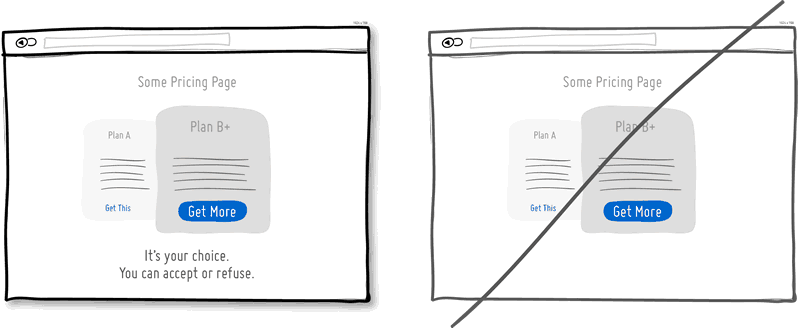 Some Pricing Page
Plan A
Plan B+
Get This
Get More
It's your choice.
You can accept or refuse.
Some Pricing Page
Plan A
Plan B+
Get This
Get More